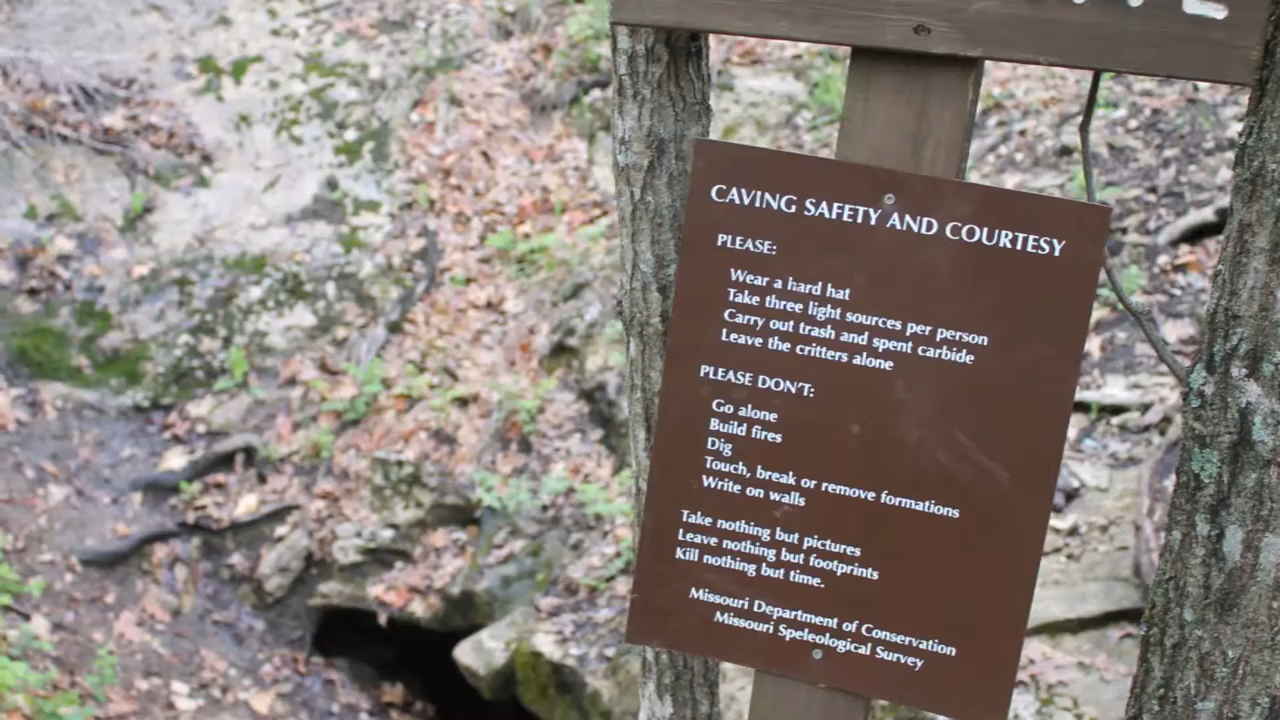 CAVING SAFETY AND COURTESY
PLEASE:
Wear a hard hat
Take three light sources per person
Carry out trash and spent carbide
Leave the critters alone
PLEASE DON'T:
Go alone
Build fires
Dig
Touch, break or remove formations
Write on walls
Take nothing but pictures
Leave nothing but footprints
Kill nothing but time.
Missouri Department of Conservation
Missouri Speleological Survey